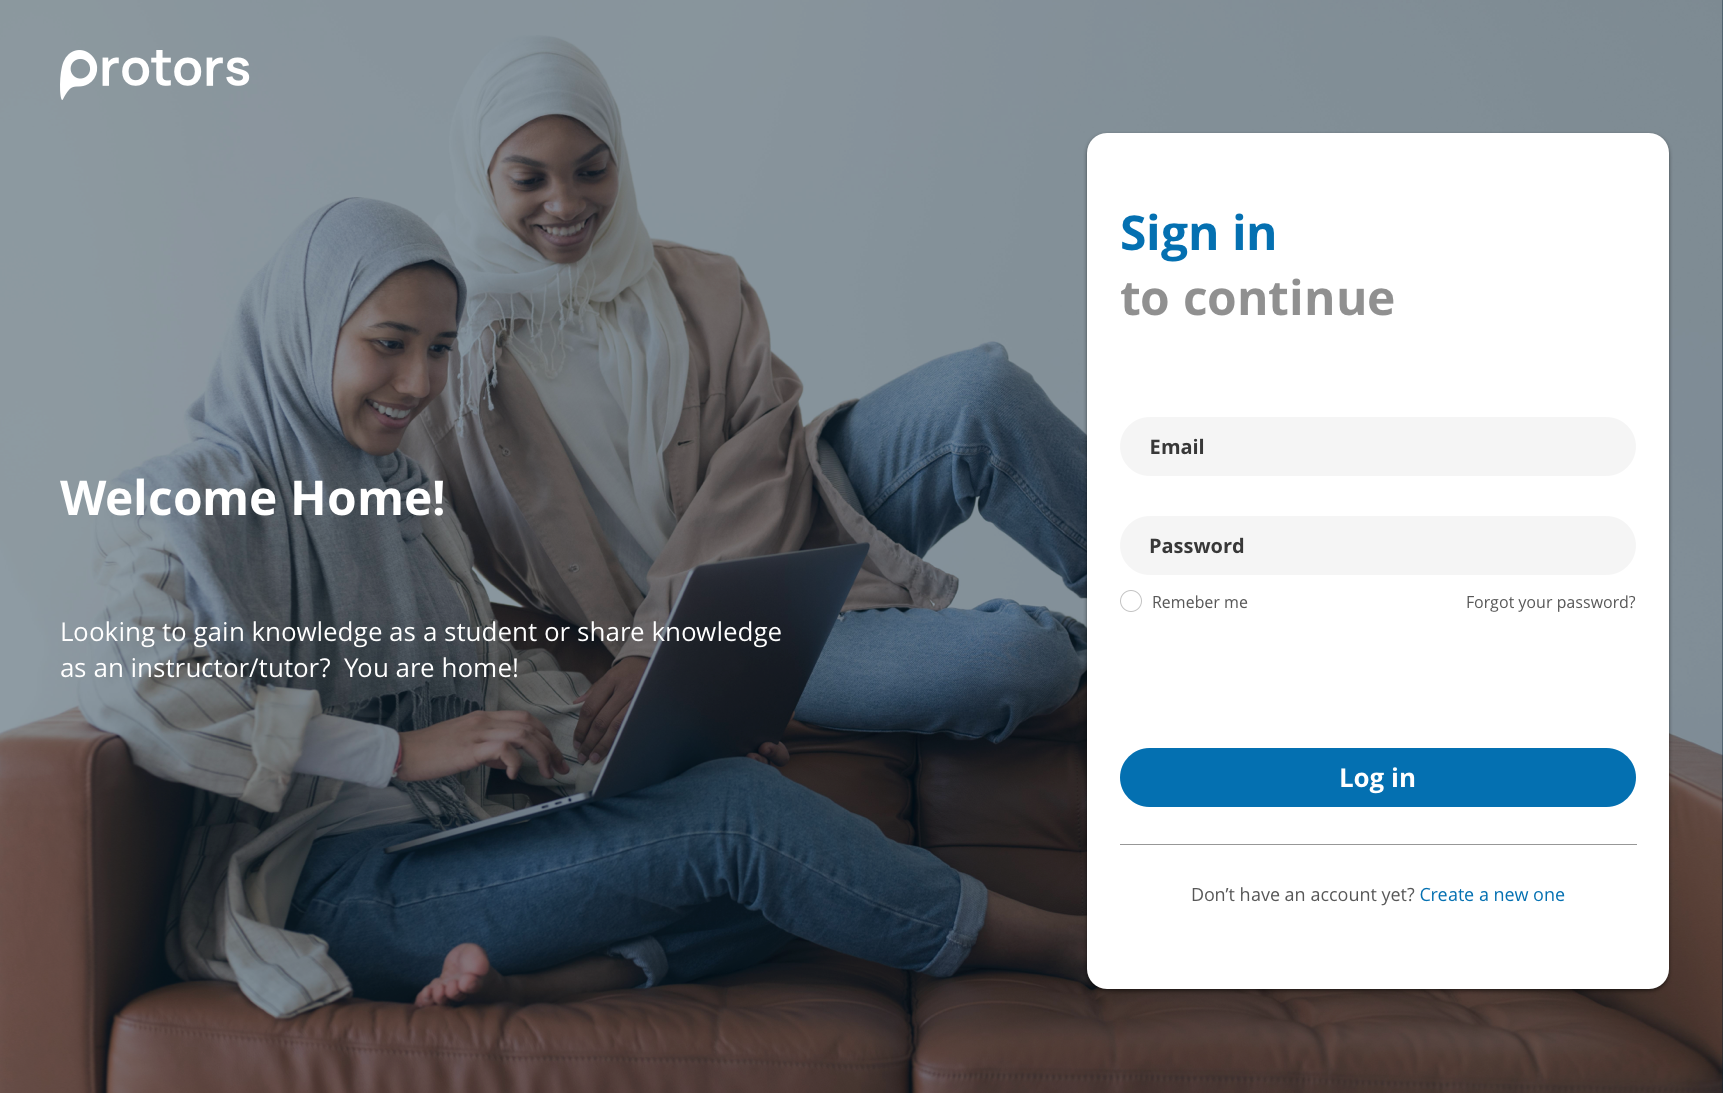 Protors
Welcome Home!
Looking to gain knowledge as a student or share knowledge
as an instructor/tutor?  You are home!
Sign in
to continue
Email
Password
Remeber me
Forgot your password?
Log in
Don’t have an account yet? Create a new one